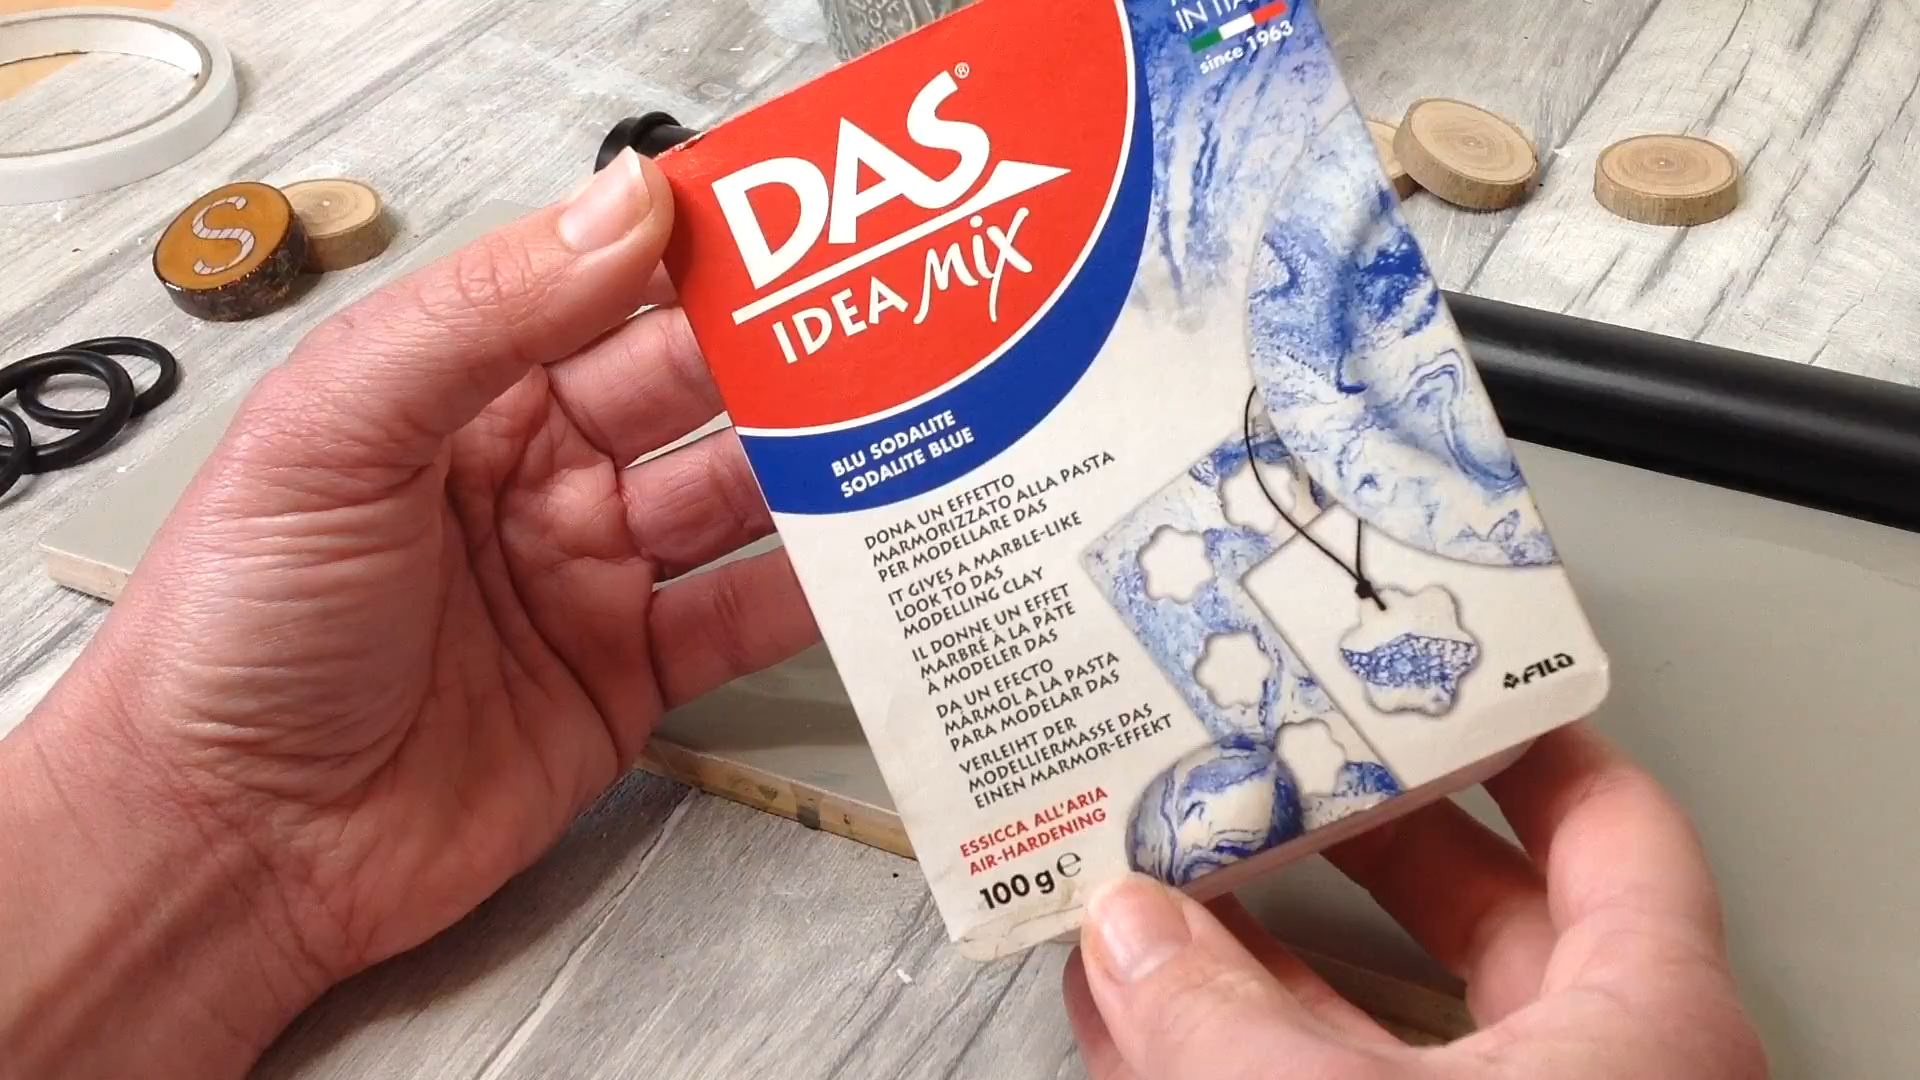 S
IN ITA
since 1963
DAS®
IDEA MIX
BLU SODALITE
SODALITE BLUE
DONA UN EFFETTO
MARMORIZZATO ALLA PASTA
PER MODELLARE DAS
IT GIVES A MARBLE-LIKE
LOOK TO DAS
MODELLING CLAY
IL DONNE UN EFFET
MARBRÉ À LA PÂTE
À MODELER DAS
DA UN EFECTO
MÁRMOL A LA PASTA
PARA MODELAR DAS
VERLEIHT DER
MODELLIERMASSE DAS
EINEN MARMOR-EFFEKT
ESSICCA ALL'ARIA
AIR-HARDENING
100 g ℮
FILA